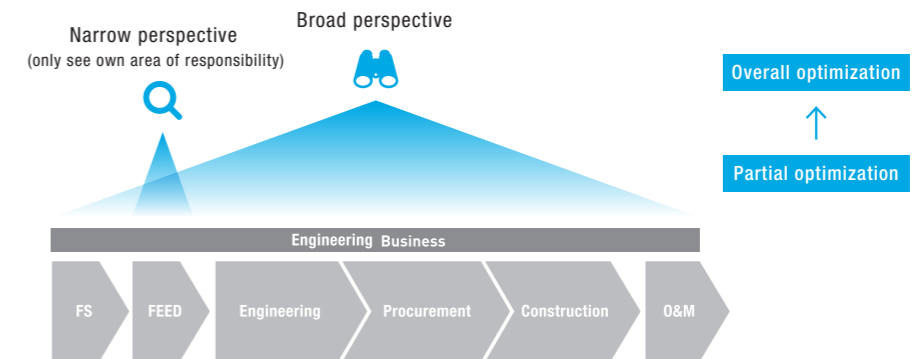 Broad perspective
Narrow perspective
(only see own area of responsibility)
Overall optimization
Partial optimization
Engineering Business
FS
FEED
Engineering
Procurement
Construction
O&M